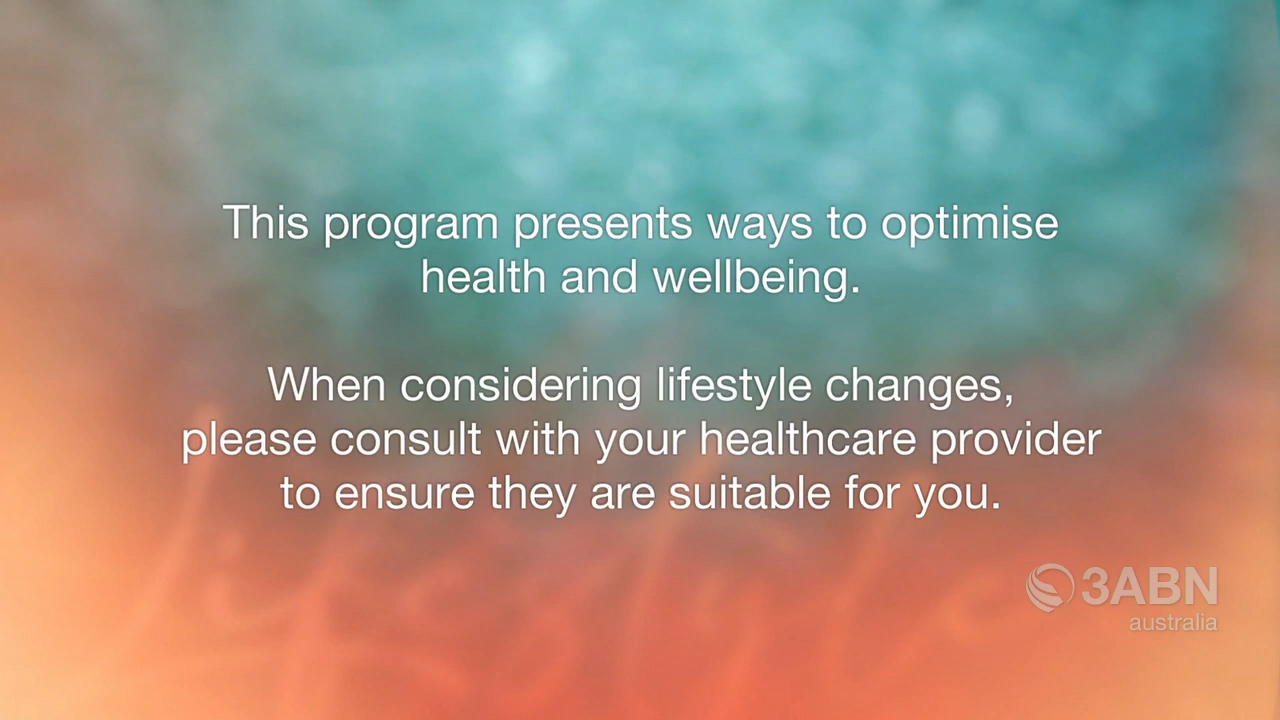 This program presents ways to optimise
health and wellbeing.
When considering lifestyle changes,
please consult with your healthcare provider
to ensure they are suitable for you.
3ABN
australia